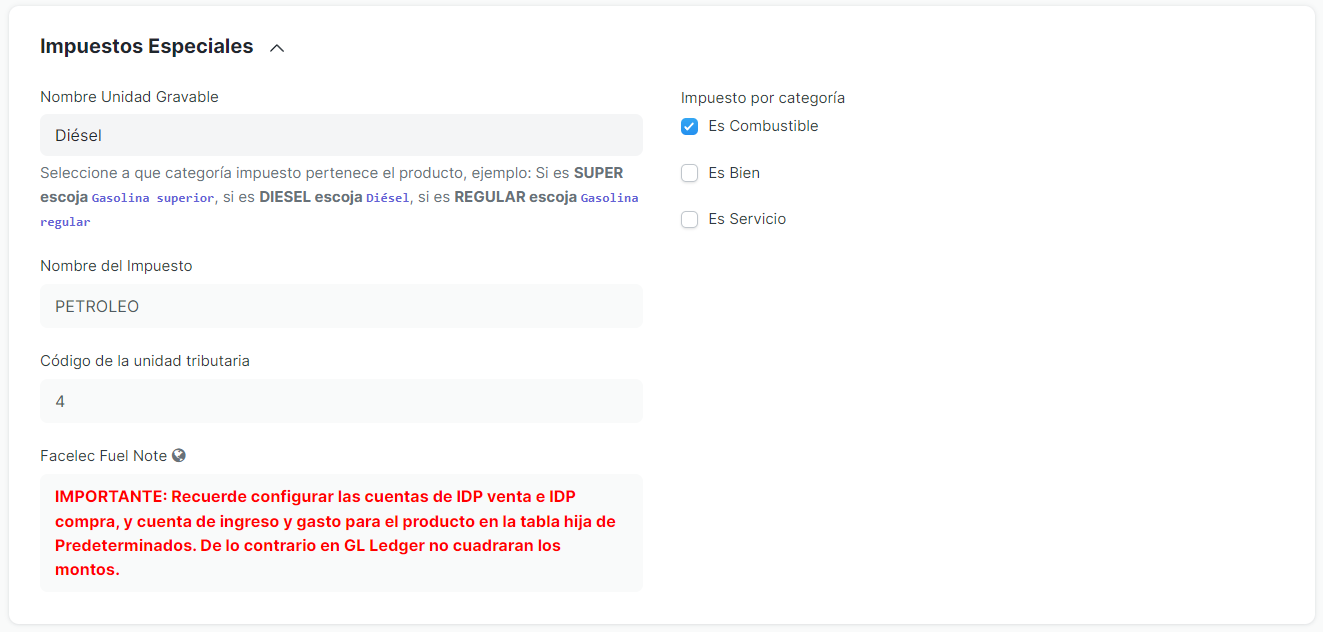 Impuestos Especiales
Nombre Unidad Gravable
Diésel
Seleccione a que categoría impuesto pertenece el producto, ejemplo: Si es SUPER
escoja Gasolina superior, si es DIESEL escoja Diésel, si es REGULAR escoja Gasolina
regular
Nombre del Impuesto
PETROLEO
Código de la unidad tributaria
4
Facelec Fuel Note
IMPORTANTE: Recuerde configurar las cuentas de IDP venta e IDP
compra, y cuenta de ingreso y gasto para el producto en la tabla hija de
Predeterminados. De lo contrario en GL Ledger no cuadraran los
montos.
Impuesto por categoría
Es Combustible
Es Bien
Es Servicio